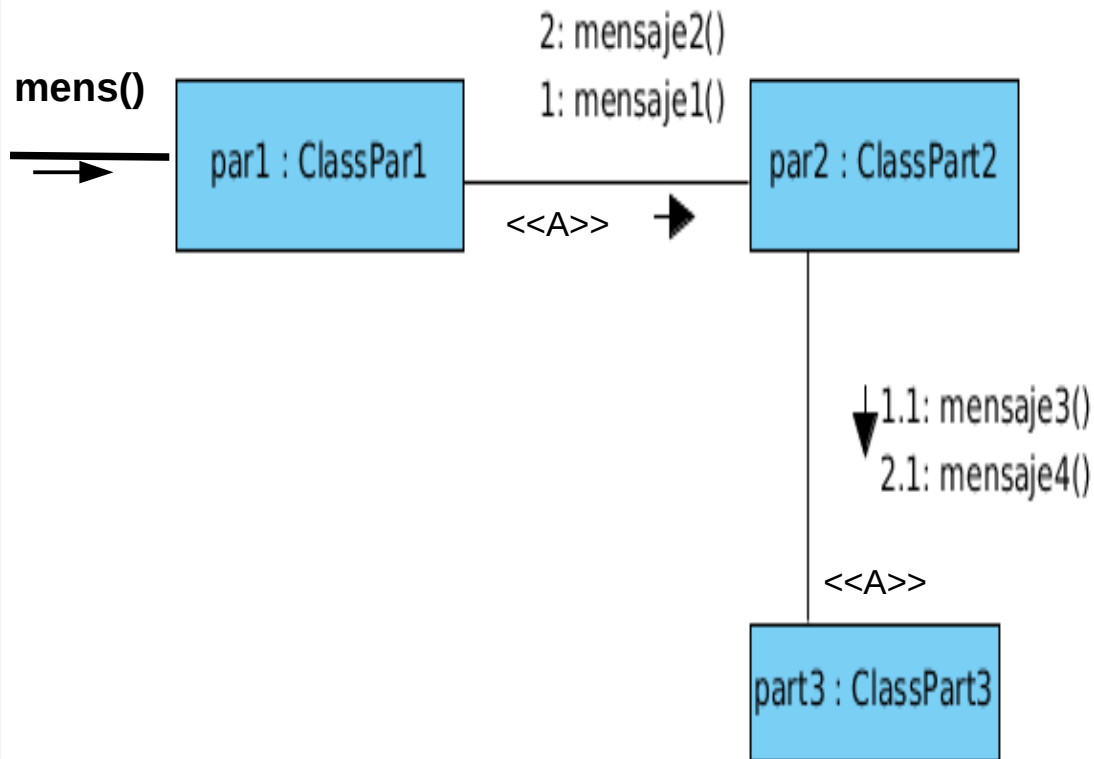 2: mensaje2()
mens()
1: mensaje1()
par1 : ClassPar1
par2 : ClassPart2
<<A>>
1.1: mensaje3()
2.1: mensaje4()
<<A>>
part3 : ClassPart3